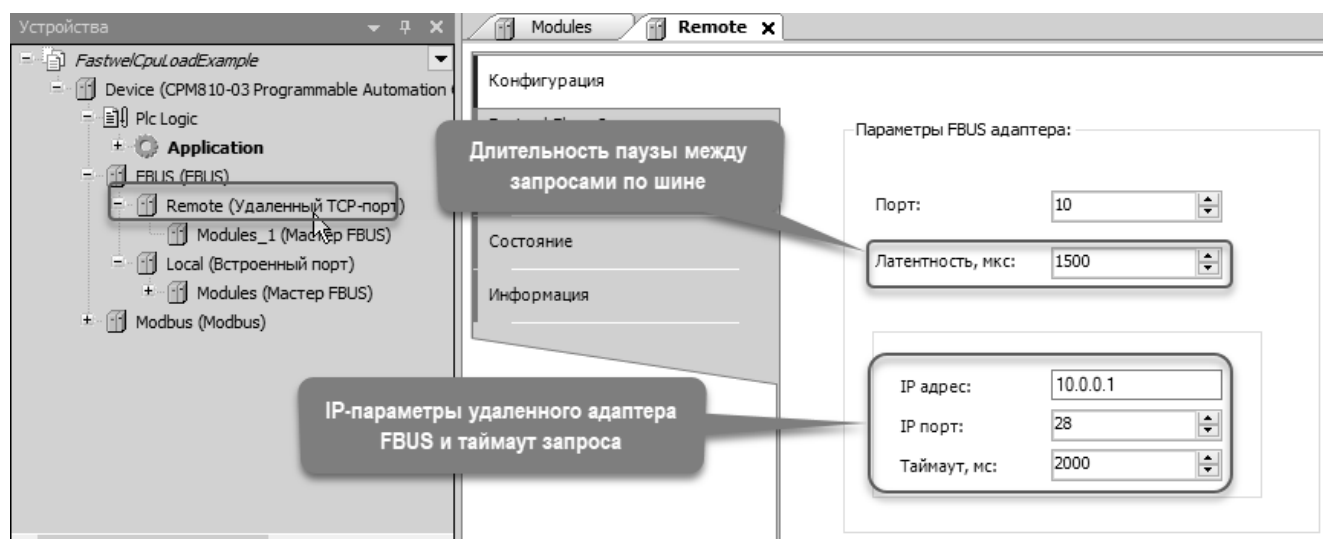 Устройства
FastwelCpuLoadExample
Device (CPM810-03 Programmable Automation
Plc Logic
Application
FBUS (FBUS)
Remote (Удаленный TCP-порт)
Modules_1 (Мастер FBUS)
Local (Встроенный порт)
Modules (Мастер FBUS)
Modbus (Modbus)
Modules
Remote
Конфигурация
Состояние
Информация
Длительность паузы между
запросами по шине
IP-параметры удаленного адаптера
FBUS и таймаут запроса
Параметры FBUS адаптера:
Порт: 10
Латентность, мкс: 1500
IP адрес: 10.0.0.1
IP порт: 28
Таймаут, мс: 2000